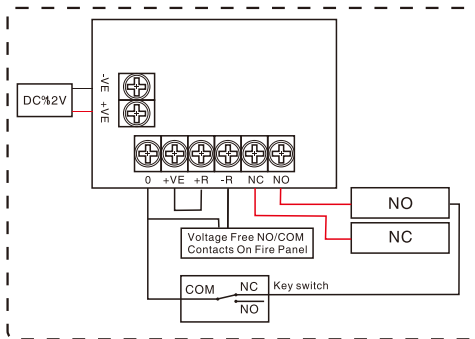 -VE
+VE
DC%12V
0 +VE +R -R NC NO
NO
NC
Voltage Free NO/COM
Contacts On Fire Panel
COM NC Key switch
NO